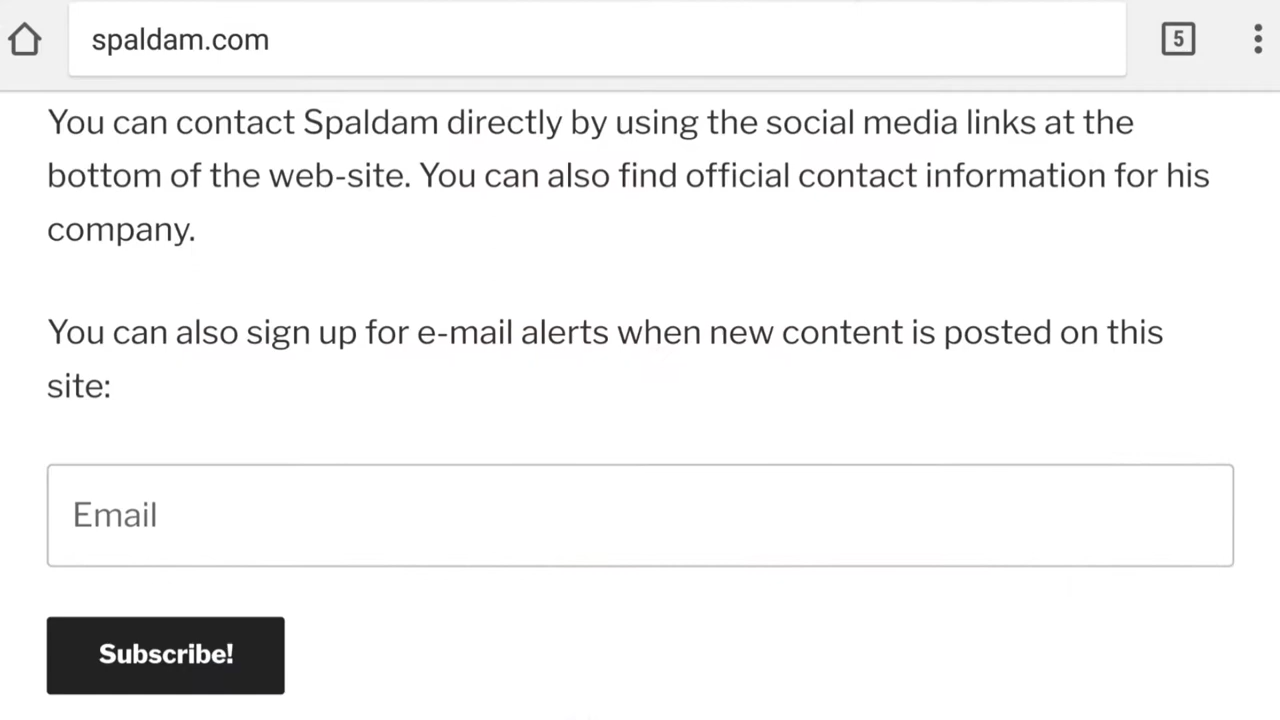 spaldam.com
5
You can contact Spaldam directly by using the social media links at the
bottom of the web-site. You can also find official contact information for his
company.
You can also sign up for e-mail alerts when new content is posted on this
site:
Email
Subscribe!